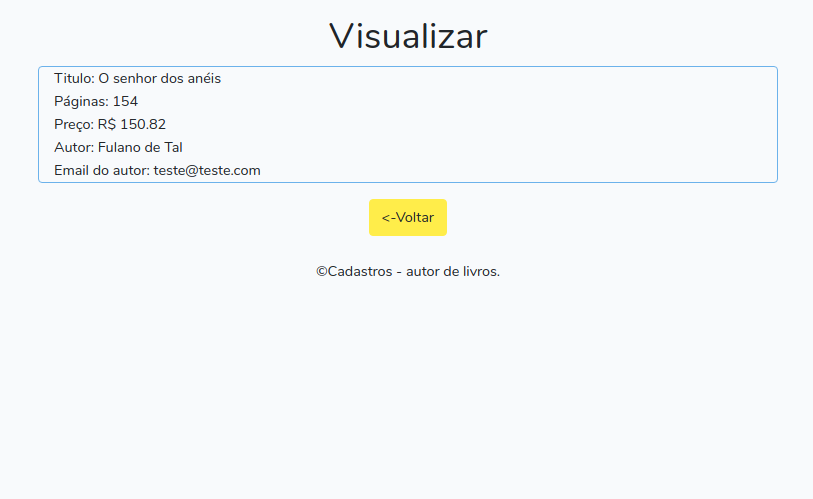 Visualizar
Titulo: O senhor dos anéis
Páginas: 154
Preço: R$ 150.82
Autor: Fulano de Tal
Email do autor: teste@teste.com
<-Voltar
©Cadastros - autor de livros.